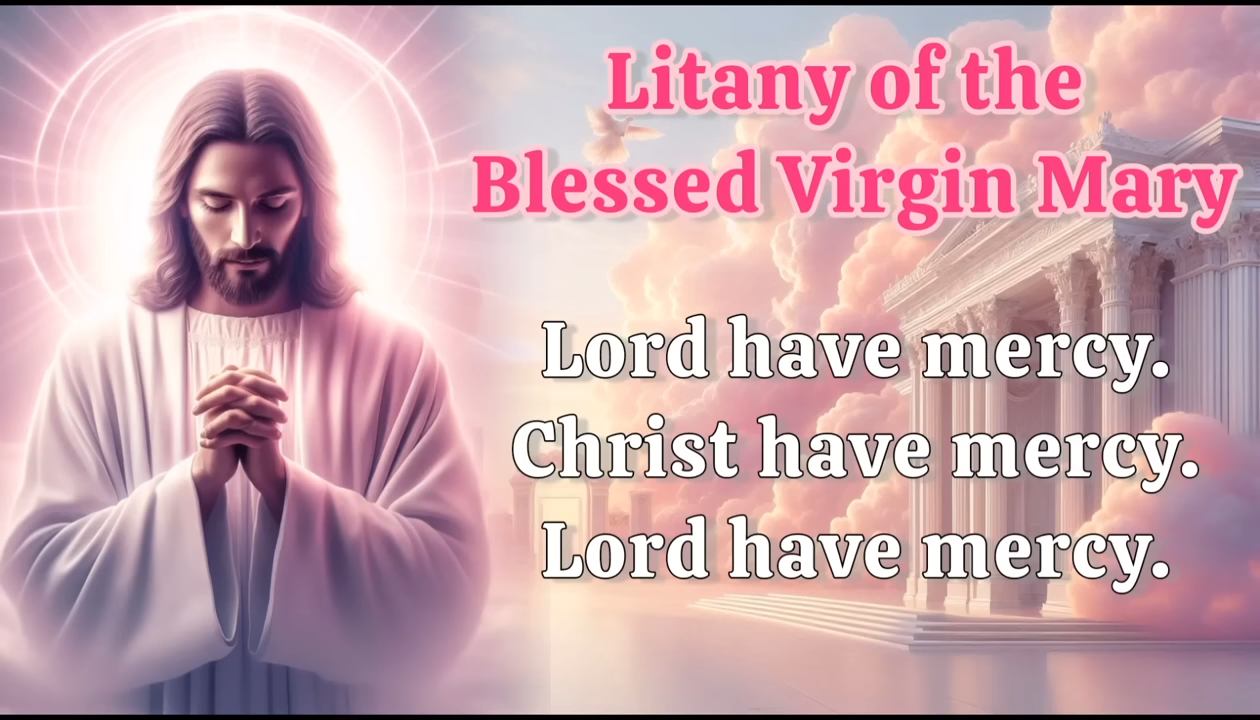 Litany of the
Blessed Virgin Mary
Lord have mercy.
Christ have mercy.
Lord have mercy.